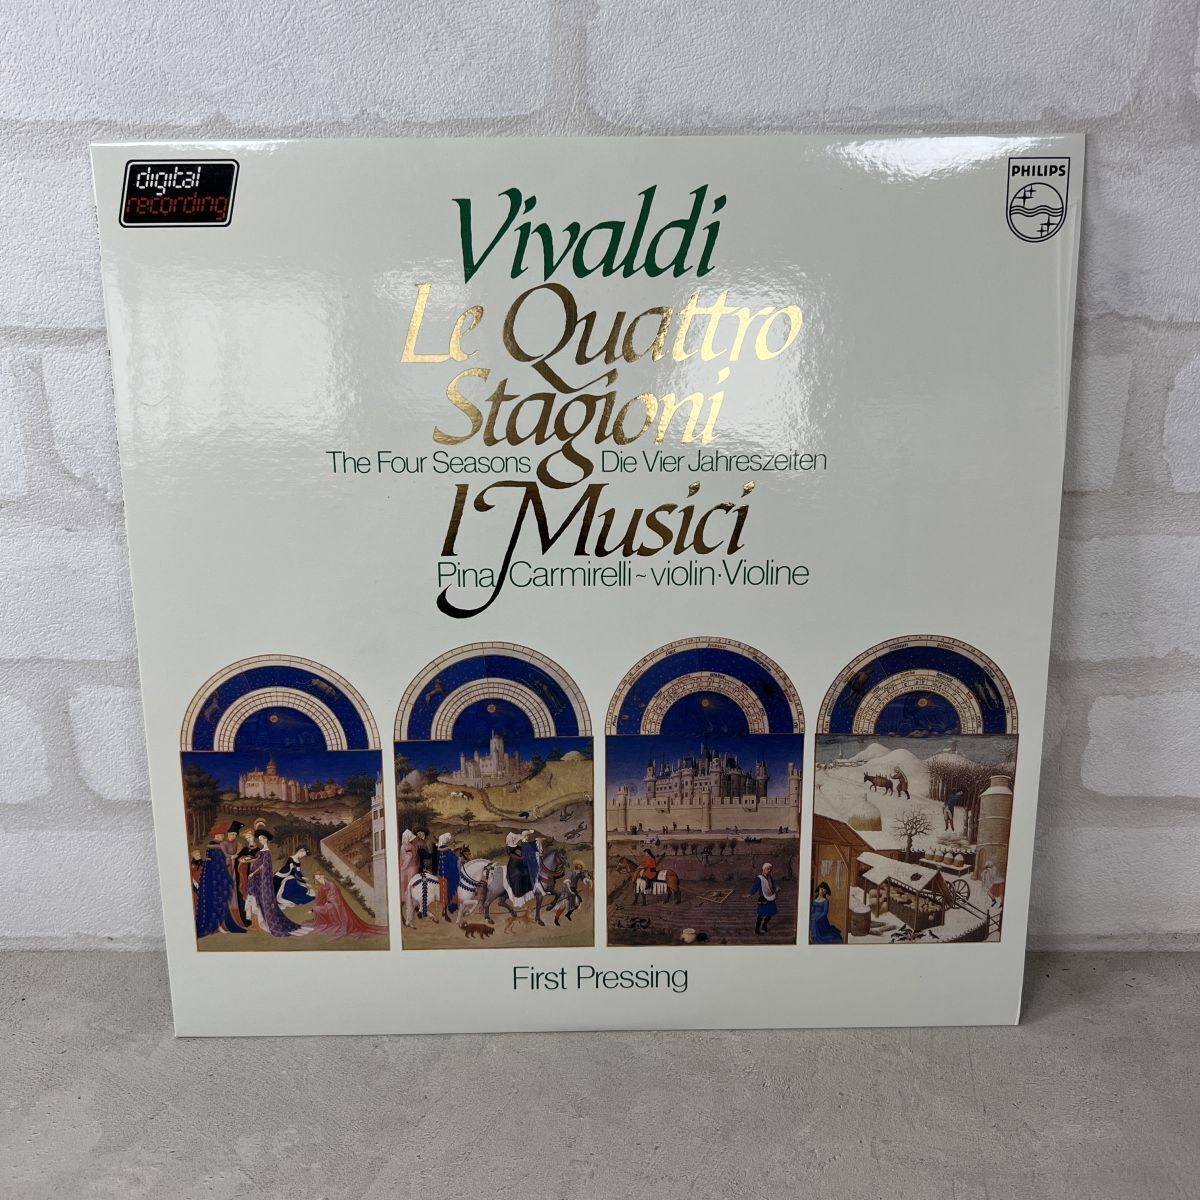 digital
recording
PHILIPS
Vivaldi
Le Quattro
Stagioni
The Four Seasons Die Vier Jahreszeiten
I Musici
Pina Carmirelli ~ violin · Violine
First Pressing